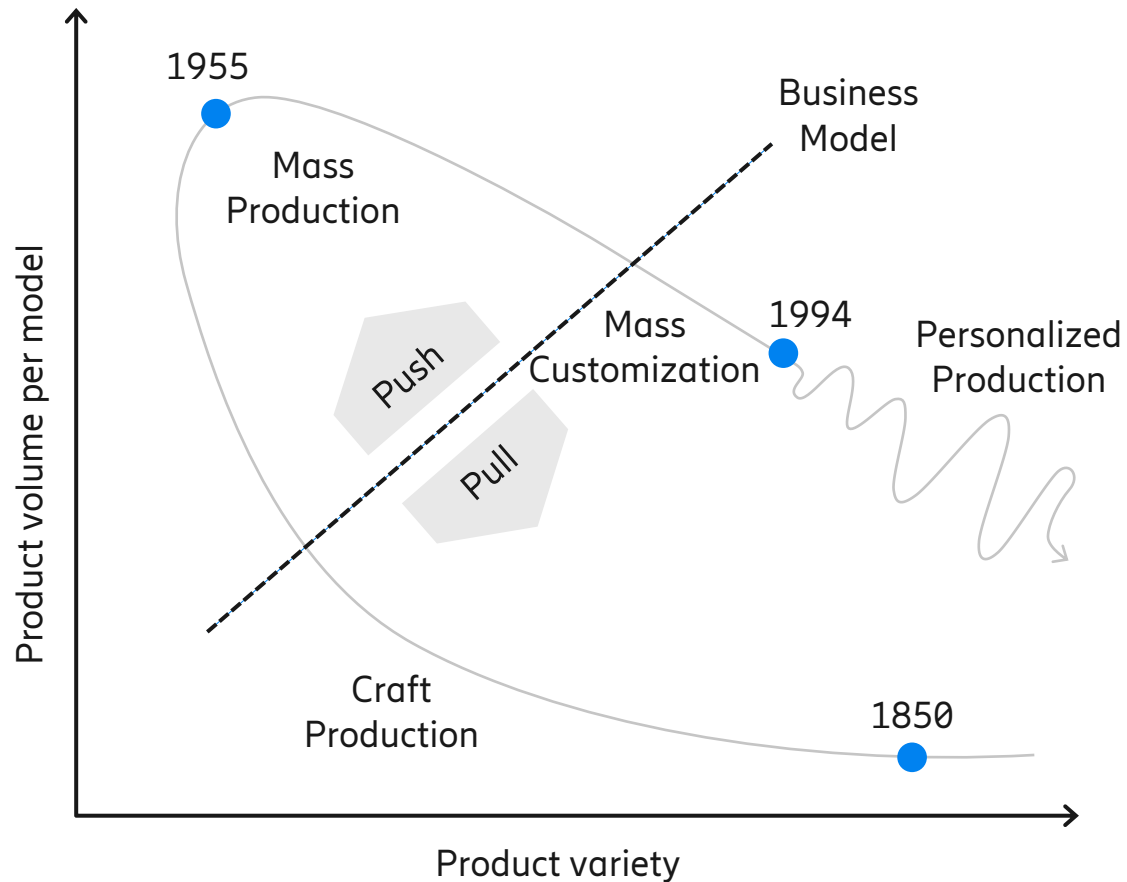 1955
Business
Model
Mass
Production
Product volume per model
Push
Pull
Mass
Customization
1994
Personalized
Production
Craft
Production
1850
Product variety